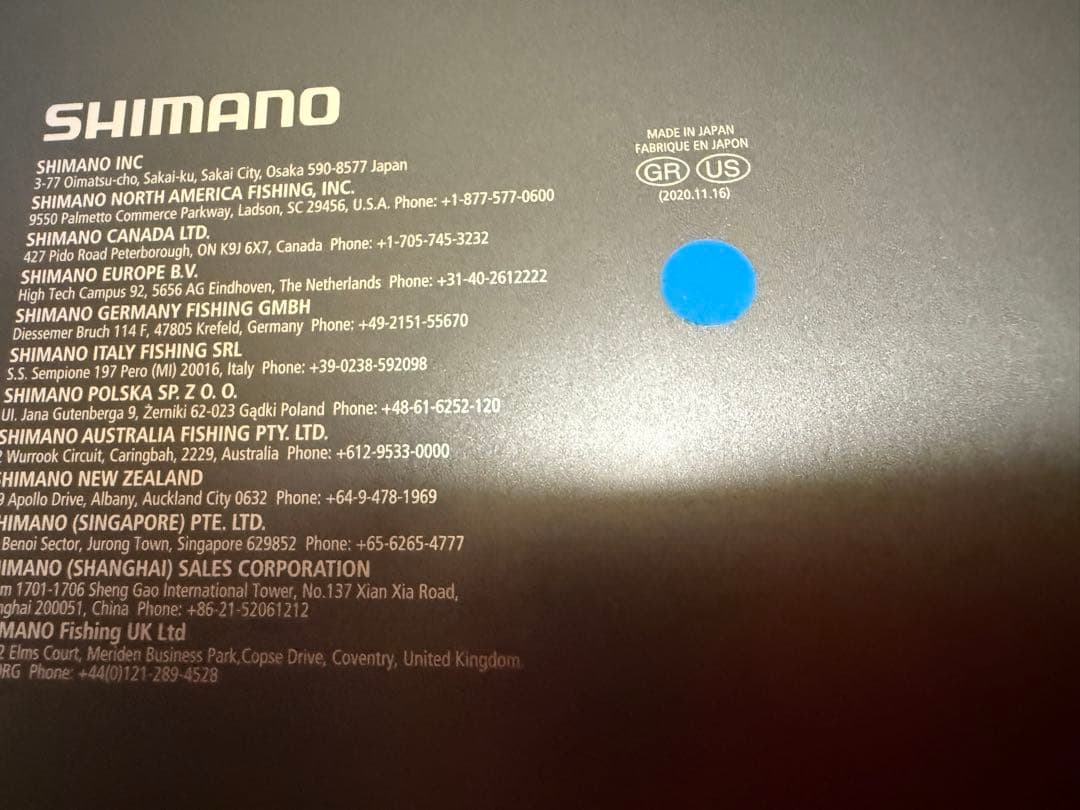 SHIMANO
SHIMANO INC
3-77 Oimatsu-cho, Sakai-ku, Sakai City, Osaka 590-8577 Japan
SHIMANO NORTH AMERICA FISHING, INC.
9550 Palmetto Commerce Parkway, Ladson, SC 29456, U.S.A. Phone: +1-877-577-0600
SHIMANO CANADA LTD.
427 Pido Road Peterborough, ON K9J 6X7, Canada Phone: +1-705-745-3232
SHIMANO EUROPE B.V.
High Tech Campus 92, 5656 AG Eindhoven, The Netherlands Phone: +31-40-2612222
SHIMANO GERMANY FISHING GMBH
Diessemer Bruch 114 F, 47805 Krefeld, Germany Phone: +49-2151-55670
SHIMANO ITALY FISHING SRL
S.S. Sempione 197 Pero (MI) 20016, Italy Phone: +39-0238-592098
SHIMANO POLSKA SP. Z O. O.
Ul. Jana Gutenberga 9, Żerniki 62-023 Gądki Poland Phone: +48-61-6252-120
SHIMANO AUSTRALIA FISHING PTY. LTD.
2 Wurrook Circuit, Caringbah, 2229, Australia Phone: +612-9533-0000
SHIMANO NEW ZEALAND
9 Apollo Drive, Albany, Auckland City 0632 Phone: +64-9-478-1969
HIMANO (SINGAPORE) PTE. LTD.
Benoi Sector, Jurong Town, Singapore 629852 Phone: +65-6265-4777
IMANO (SHANGHAI) SALES CORPORATION
m 1701-1706 Sheng Gao International Tower, No.137 Xian Xia Road,
nghai 200051, China Phone: +86-21-52061212
MANO Fishing UK Ltd
2 Elms Court, Meriden Business Park,Copse Drive, Coventry, United Kingdom
RG Phone: +44(0)121-289-4528
MADE IN JAPAN
FABRIQUE EN JAPON
GR US
(2020.11.16)